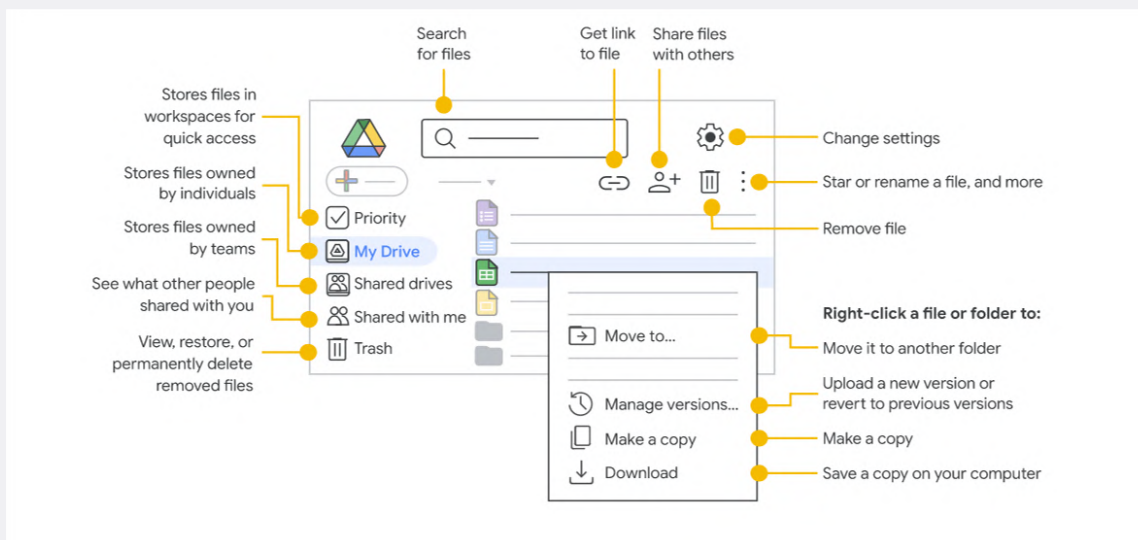 Search
for files
Get link
to file
Share files
with others
Stores files in
workspaces for
quick access
Stores files owned
by individuals
Stores files owned
by teams
See what other people
shared with you
View, restore, or
permanently delete
removed files
Priority
My Drive
Shared drives
Shared with me
Trash
Change settings
Star or rename a file, and more
Remove file
Move to...
Manage versions...
Make a copy
Download
Right-click a file or folder to:
Move it to another folder
Upload a new version or
revert to previous versions
Make a copy
Save a copy on your computer